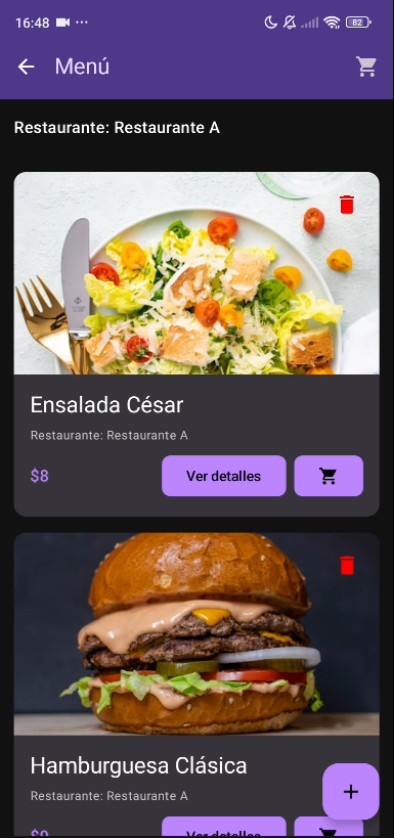 16:48 ... 82
Menú
Restaurante: Restaurante A
Ensalada César
Restaurante: Restaurante A
$8
Ver detalles
Hamburguesa Clásica
Restaurante: Restaurante A
+
$9
Ver detalles